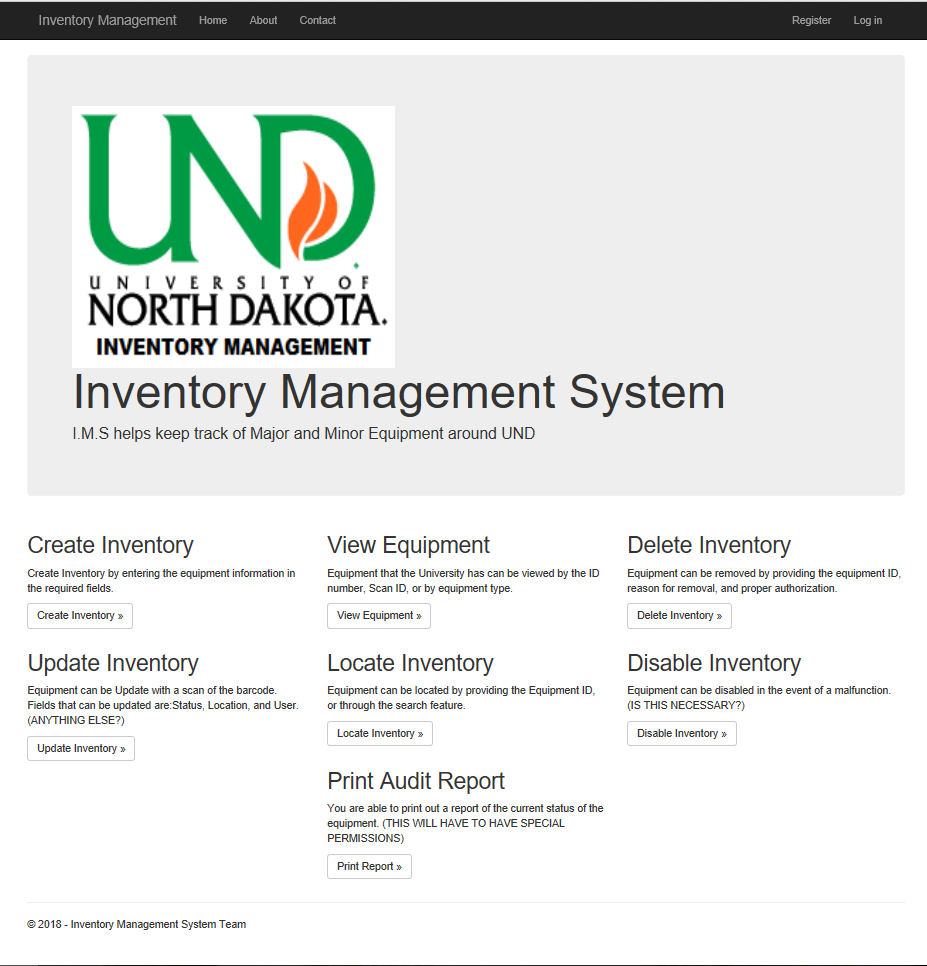 Inventory Management Home About Contact Register Log in
UND
UNIVERSITY OF
NORTH DAKOTA.
INVENTORY MANAGEMENT
Inventory Management System
I.M.S helps keep track of Major and Minor Equipment around UND
Create Inventory
Create Inventory by entering the equipment information in
the required fields.
Create Inventory »
View Equipment
Equipment that the University has can be viewed by the ID
number, Scan ID, or by equipment type.
View Equipment »
Delete Inventory
Equipment can be removed by providing the equipment ID,
reason for removal, and proper authorization.
Delete Inventory »
Update Inventory
Equipment can be Update with a scan of the barcode.
Fields that can be updated are:Status, Location, and User.
(ANYTHING ELSE?)
Update Inventory »
Locate Inventory
Equipment can be located by providing the Equipment ID,
or through the search feature.
Locate Inventory »
Disable Inventory
Equipment can be disabled in the event of a malfunction.
(IS THIS NECESSARY?)
Disable Inventory »
Print Audit Report
You are able to print out a report of the current status of the
equipment. (THIS WILL HAVE TO HAVE SPECIAL
PERMISSIONS)
Print Report »
© 2018 - Inventory Management System Team